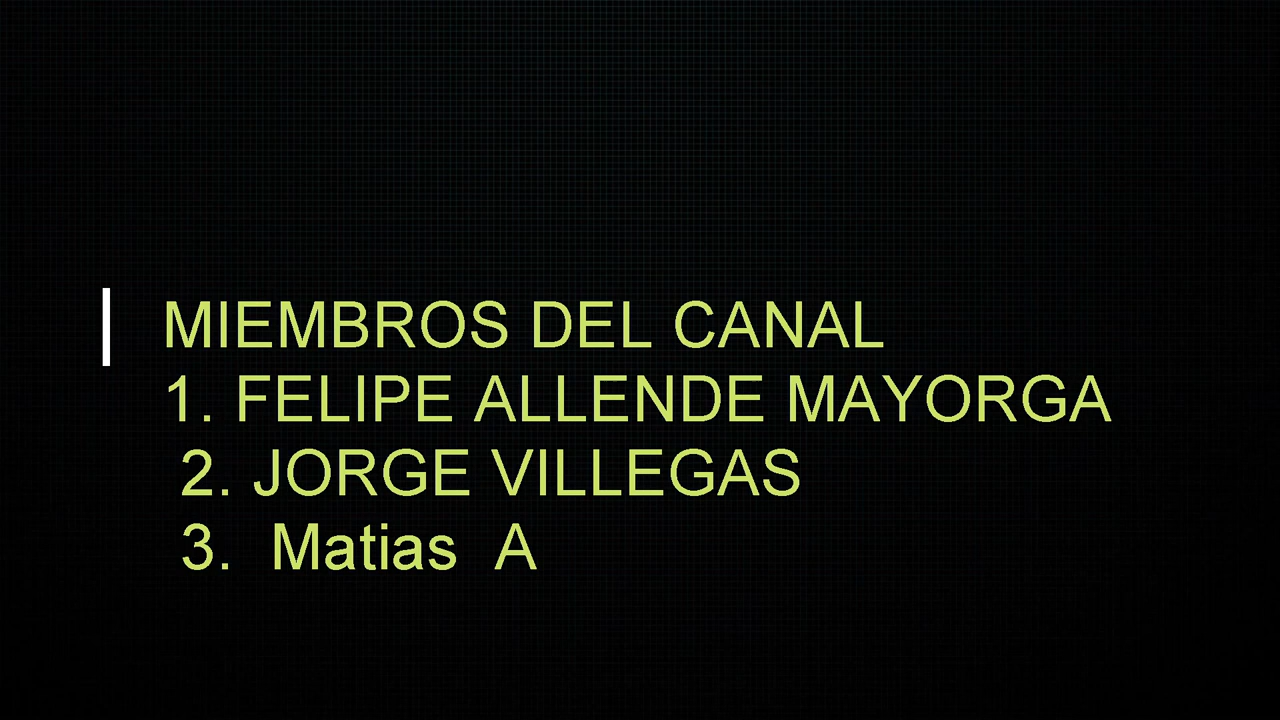 MIEMBROS DEL CANAL
1. FELIPE ALLENDE MAYORGA
2. JORGE VILLEGAS
3. Matias A